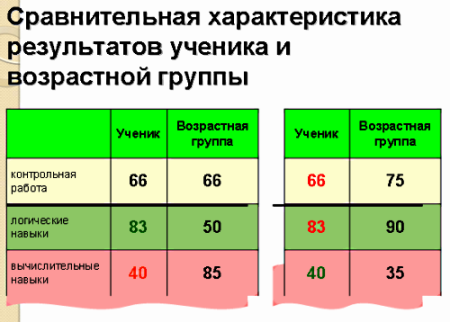 Сравнительная характеристика
результатов ученика и
возрастной группы
Ученик Возрастная группа Ученик Возрастная группа
контрольная работа 66 66 66 75
логические навыки 83 50 83 90
вычислительные навыки 40 85 40 35